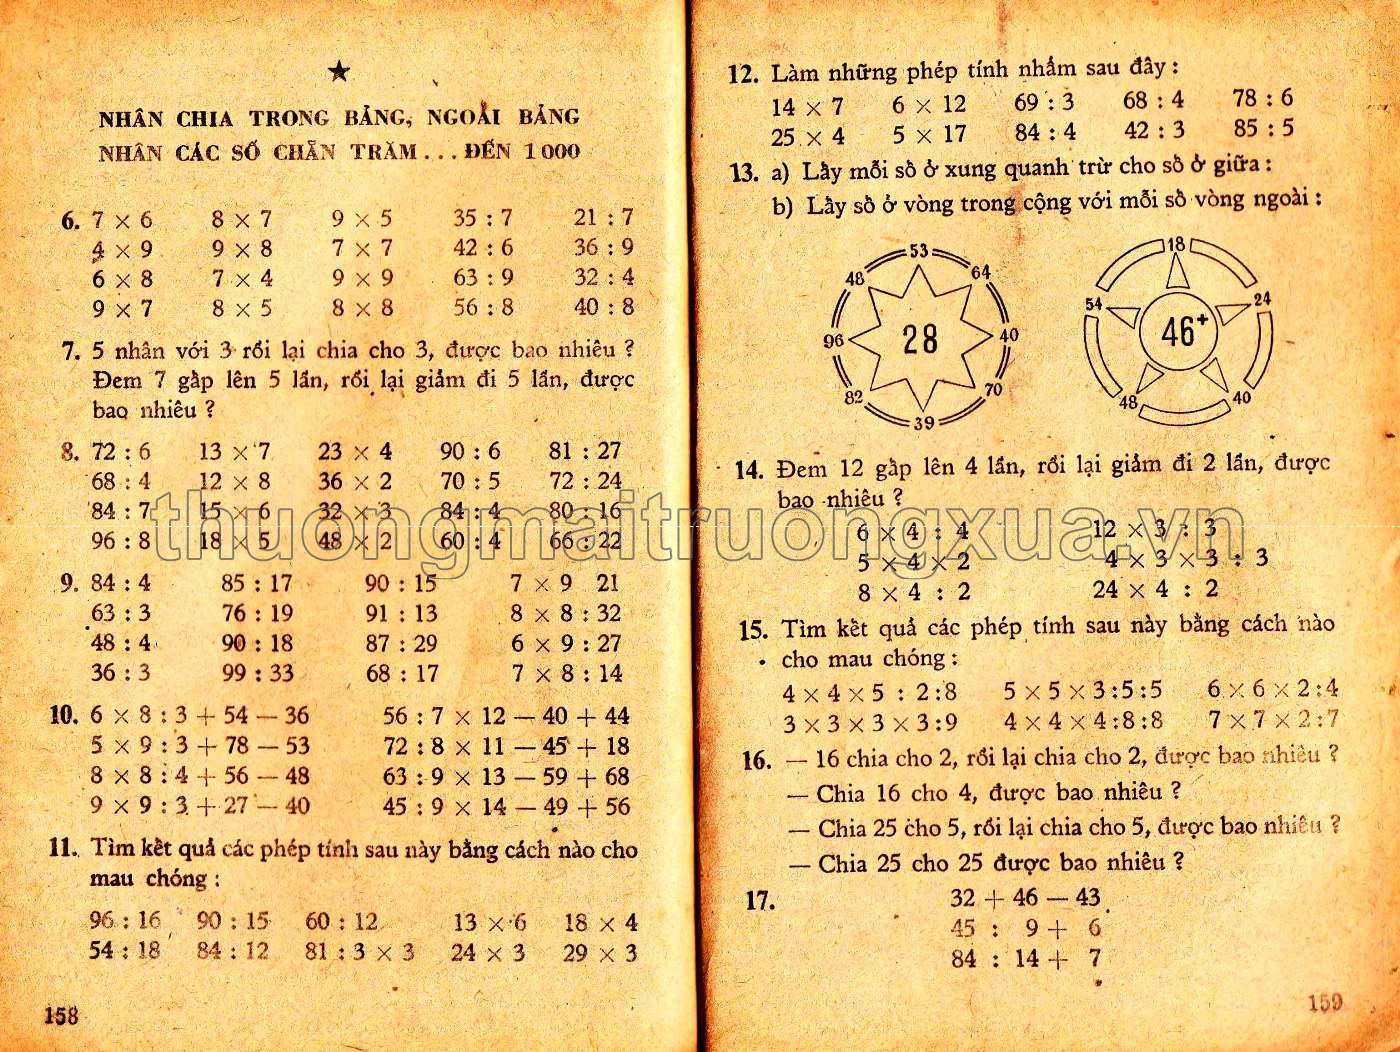 ★
NHÂN CHIA TRONG BẢNG, NGOÀI BẢNG
NHÂN CÁC SỐ CHẴN TRĂM... ĐẾN 1000
6. 7 × 6 8 × 7 9 × 5 35 : 7 21 : 7
4 × 9 9 × 8 7 × 7 42 : 6 36 : 9
6 × 8 7 × 4 9 × 9 63 : 9 32 : 4
9 × 7 8 × 5 8 × 8 56 : 8 40 : 8
7. 5 nhân với 3 rồi lại chia cho 3, được bao nhiêu ?
Đem 7 gấp lên 5 lần, rồi lại giảm đi 5 lần, được
bao nhiêu ?
8. 72 : 6 13 × 7 23 × 4 90 : 6 81 : 27
68 : 4 12 × 8 36 × 2 70 : 5 72 : 24
84 : 7 15 × 6 32 × 3 84 : 4 80 : 16
96 : 8 18 × 5 48 × 2 60 : 4 66 : 22
9. 84 : 4 85 : 17 90 : 15 7 × 9 21
63 : 3 76 : 19 91 : 13 8 × 8 : 32
48 : 4 90 : 18 87 : 29 6 × 9 : 27
36 : 3 99 : 33 68 : 17 7 × 8 : 14
10. 6 × 8 : 3 + 54 — 36 56 : 7 × 12 — 40 + 44
5 × 9 : 3 + 78 — 53 72 : 8 × 11 — 45 + 18
8 × 8 : 4 + 56 — 48 63 : 9 × 13 — 59 + 68
9 × 9 : 3 + 27 — 40 45 : 9 × 14 — 49 + 56
11. Tìm kết quả các phép tính sau này bằng cách nào cho
mau chóng :
96 : 16 90 : 15 60 : 12 13 × 6 18 × 4
54 : 18 84 : 12 81 : 3 × 3 24 × 3 29 × 3
158
12. Làm những phép tính nhẩm sau đây :
14 × 7 6 × 12 69 : 3 68 : 4 78 : 6
25 × 4 5 × 17 84 : 4 42 : 3 85 : 5
13. a) Lấy mỗi số ở xung quanh trừ cho số ở giữa :
b) Lấy số ở vòng trong cộng với mỗi số vòng ngoài :
53
48 64
96 28 40
82 70
39
18
54 24
46+
48 40
14. Đem 12 gấp lên 4 lần, rồi lại giảm đi 2 lần, được
bao nhiêu ?
6 × 4 : 4 12 × 3 : 3
5 × 4 × 2 4 × 3 × 3 : 3
8 × 4 : 2 24 × 4 : 2
15. Tìm kết quả các phép tính sau này bằng cách nào
cho mau chóng :
4 × 4 × 5 : 2:8 5 × 5 × 3:5:5 6 × 6 × 2:4
3 × 3 × 3 × 3:9 4 × 4 × 4:8:8 7 × 7 × 2:7
16. — 16 chia cho 2, rồi lại chia cho 2, được bao nhiêu ?
— Chia 16 cho 4, được bao nhiêu ?
— Chia 25 cho 5, rồi lại chia cho 5, được bao nhiêu ?
— Chia 25 cho 25 được bao nhiêu ?
17. 32 + 46 — 43
45 : 9 + 6
84 : 14 + 7
159
thuongmaitruongxua.vn